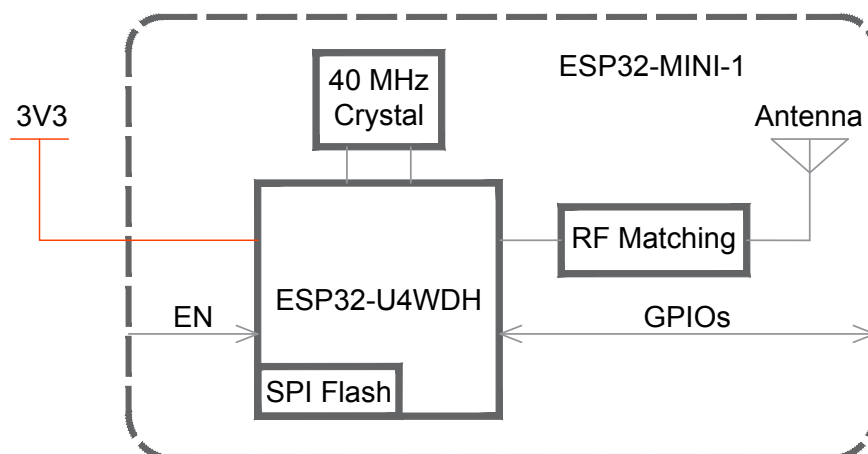 ESP32-MINI-1
40 MHz
Crystal
3V3
Antenna
RF Matching
ESP32-U4WDH
EN
GPIOs
SPI Flash